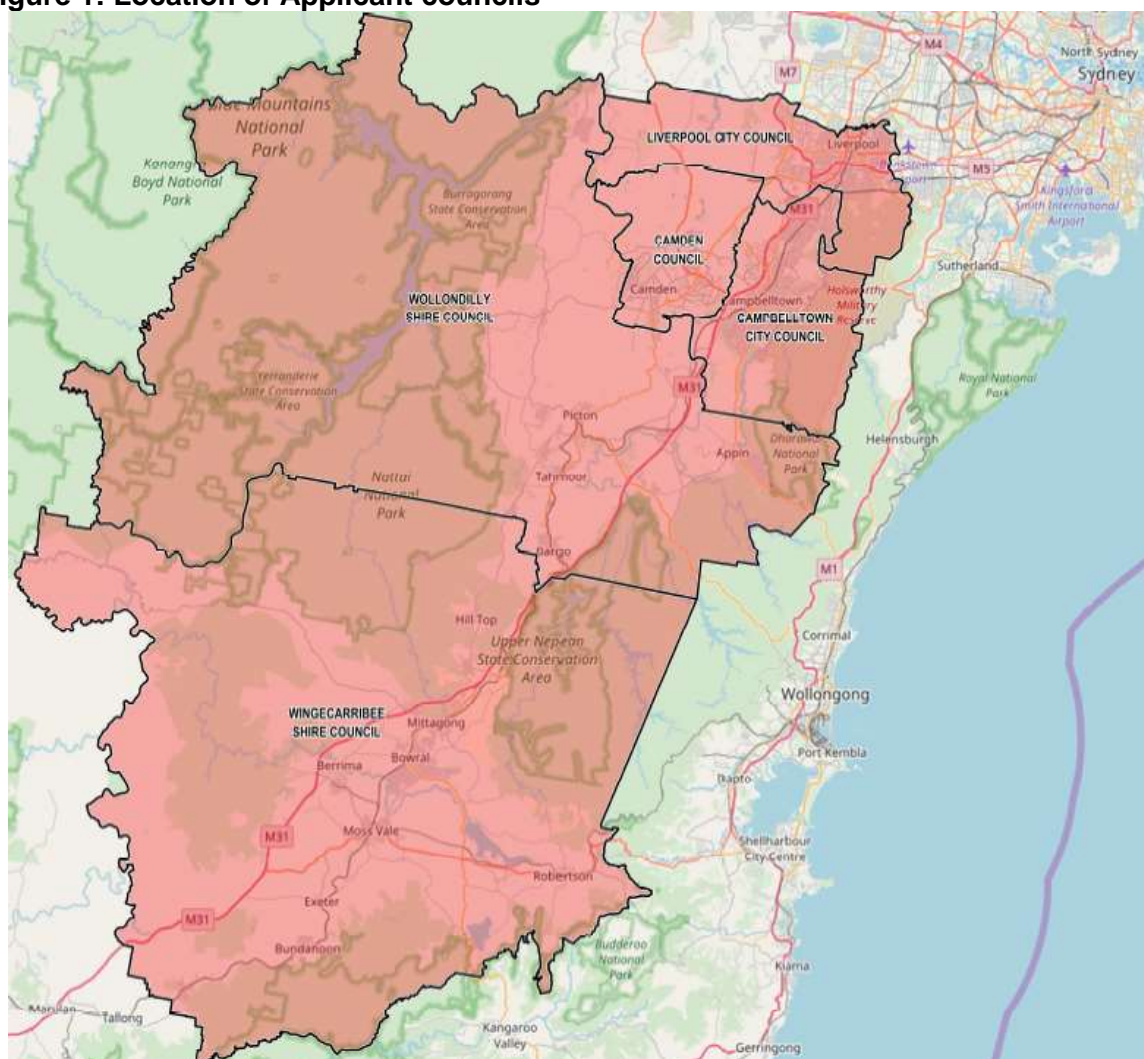 igure 1: Location of Applicant councils
M4
North Sydney
Sydney
M7
Mountains
National
Park
LIVERPOOL CITY COUNCIL
Liverpool
M5
Boyd National
Park
Kingsford
Smith International
Airport
Burragorang
State Conservation
Area
M31
CAMDEN
COUNCIL
Sutherland
Camden
WOLLONDILLY
SHIRE COUNCIL
Campbelltown
Holsworthy
Military
CAMPBELLTOWN
CITY COUNCIL
Yerranderie
State Conservation
Area
Royal National
Park
M31
Picton
Helensburgh
Appin
Dharawal
National
Park
Tahmoor
Nattai
National
Park
Bargo
M1
Hill Top
Upper Nepean
State Conservation
Area
Corrimal
Wollongong
WINGECARRIBEE
SHIRE COUNCIL
Mittagong
Port Kembla
Bowral
Berrima
Dapto
M31
Moss Vale
Shellharbour
City Centre
Robertson
Exeter
M31
Bundanoon
Budderoo
National
Park
Kiama
Marulan
Tallong
Kangaroo
Valley
Gerringong